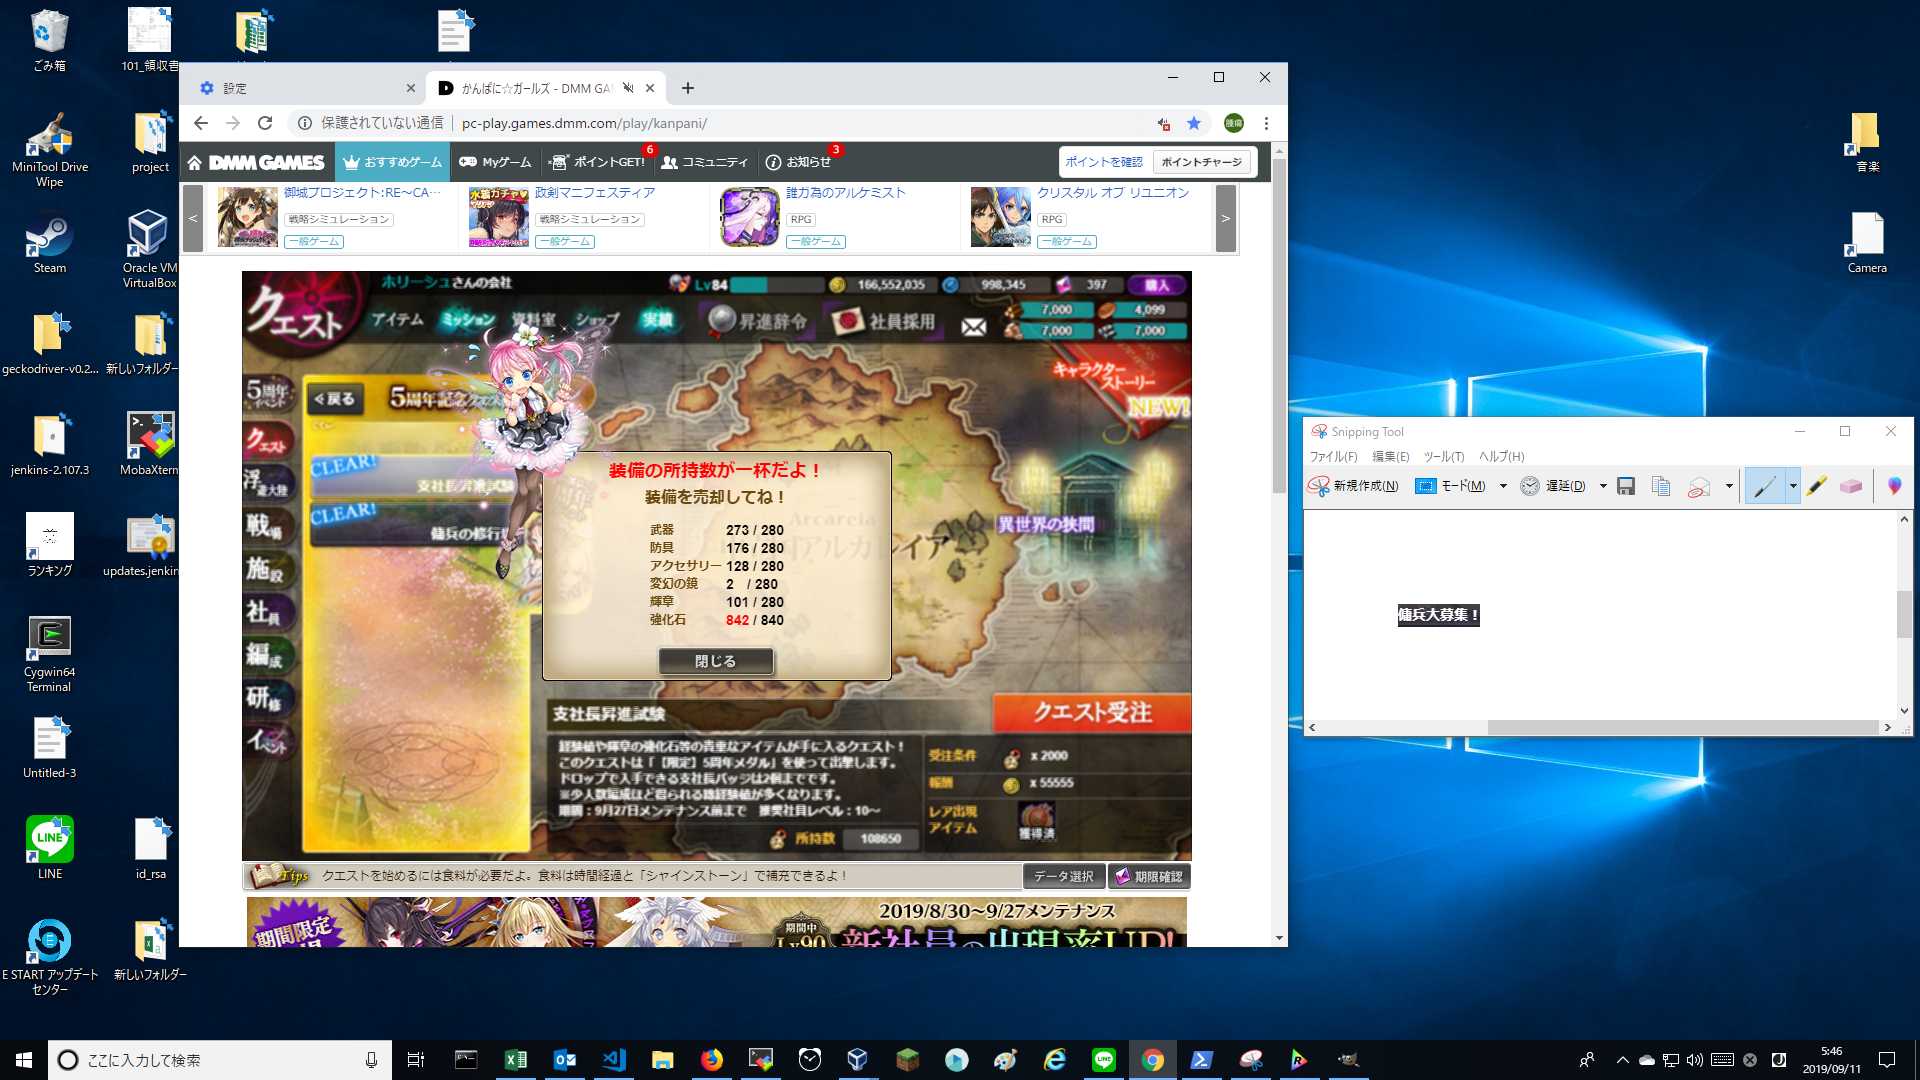 ごみ箱
101_領収書
MiniTool Drive
Wipe
project
Steam
Oracle VM
VirtualBox
geckodriver-v0.2...
新しいフォルダー
jenkins-2.107.3
MobaXterm
ランキング
updates.jenkin
Cygwin64
Terminal
Untitled-3
LINE
id_rsa
E START アップデート
センター
新しいフォルダー
音楽
Camera
設定
かんぱに☆ガールズ - DMM GAM
保護されていない通信
pc-play.games.dmm.com/play/kanpani/
DMM GAMES
おすすめゲーム
Myゲーム
ポイントGET!
6
コミュニティ
お知らせ
3
ポイントを確認
ポイントチャージ
<
御城プロジェクト:RE～CA…
戦略シミュレーション
一般ゲーム
政剣マニフェスティア
戦略シミュレーション
一般ゲーム
誰ガ為のアルケミスト
RPG
一般ゲーム
クリスタル オブ リユニオン
RPG
一般ゲーム
>
クエスト
ホリーシュさんの会社
Lv84
166,552,035
998,345
397
購入
アイテム
ミッション
資料室
ショップ
実績
昇進辞令
社員採用
7,000
4,099
7,000
7,000
キャラクター
ストーリー
NEW!
5周年
イベント
クエスト
浮遊大陸
戦場
施設
社員
編成
研修
イベント
戻る
5周年記念クエスト
CLEAR!
支社長昇進試験
CLEAR!
傭兵の修行場
Arcareia
アルカレイア
異世界の狭間
装備の所持数が一杯だよ！
装備を売却してね！
武器 273 / 280
防具 176 / 280
アクセサリー 128 / 280
変幻の鏡 2 / 280
輝章 101 / 280
強化石 842 / 840
閉じる
支社長昇進試験
クエスト受注
経験値や輝章の強化石等の貴重なアイテムが手に入るクエスト！
このクエストは「【限定】5周年メダル」を使って出撃します。
ドロップで入手できる支社長バッジは2個までです。
※少人数編成ほど得られる総経験値が多くなります。
期間：9月27日メンテナンス前まで 推奨社員レベル：10～
所持数 108650
受注条件 x 2000
報酬 x 55555
レア出現
アイテム
獲得済
Tips
クエストを始めるには食料が必要だよ。食料は時間経過と「シャインストーン」で補充できるよ！
データ選択
期限確認
期間限定
期間中
Lv90
2019/8/30～9/27メンテナンス
新社員の出現率UP!
Snipping Tool
ファイル(F) 編集(E) ツール(T) ヘルプ(H)
新規作成(N)
モード(M)
遅延(D)
傭兵大募集！
ここに入力して検索
5:46
2019/09/11